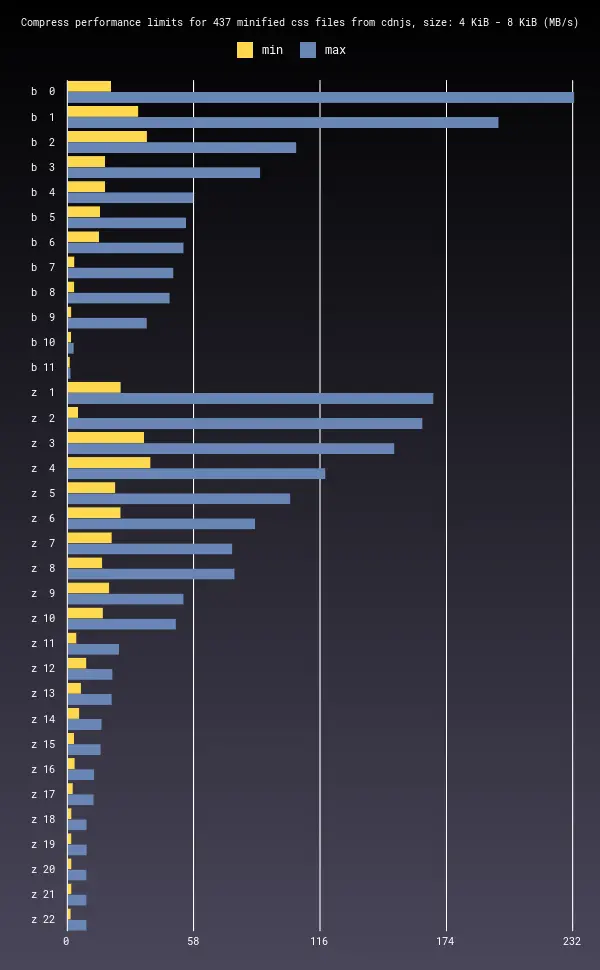 Compress performance limits for 437 minified css files from cdnjs, size: 4 KiB - 8 KiB (MB/s)
min max
b 0
b 1
b 2
b 3
b 4
b 5
b 6
b 7
b 8
b 9
b 10
b 11
z 1
z 2
z 3
z 4
z 5
z 6
z 7
z 8
z 9
z 10
z 11
z 12
z 13
z 14
z 15
z 16
z 17
z 18
z 19
z 20
z 21
z 22
0 58 116 174 232